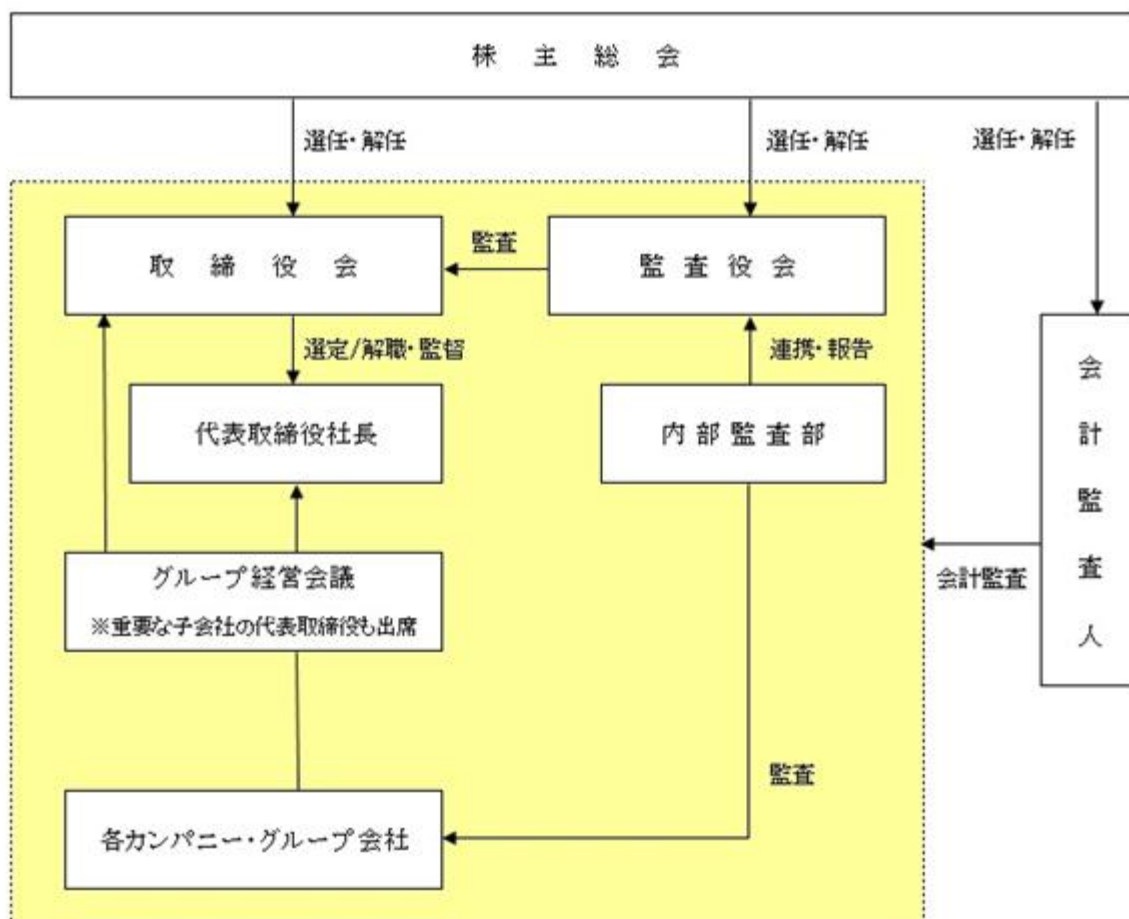 株主総会
選任・解任
選任・解任
選任・解任
取締役会
監査
監査役会
選定/解職・監督
連携・報告
代表取締役社長
内部監査部
会計監査人
グループ経営会議
※重要な子会社の代表取締役も出席
会計監査
監査
各カンパニー・グループ会社